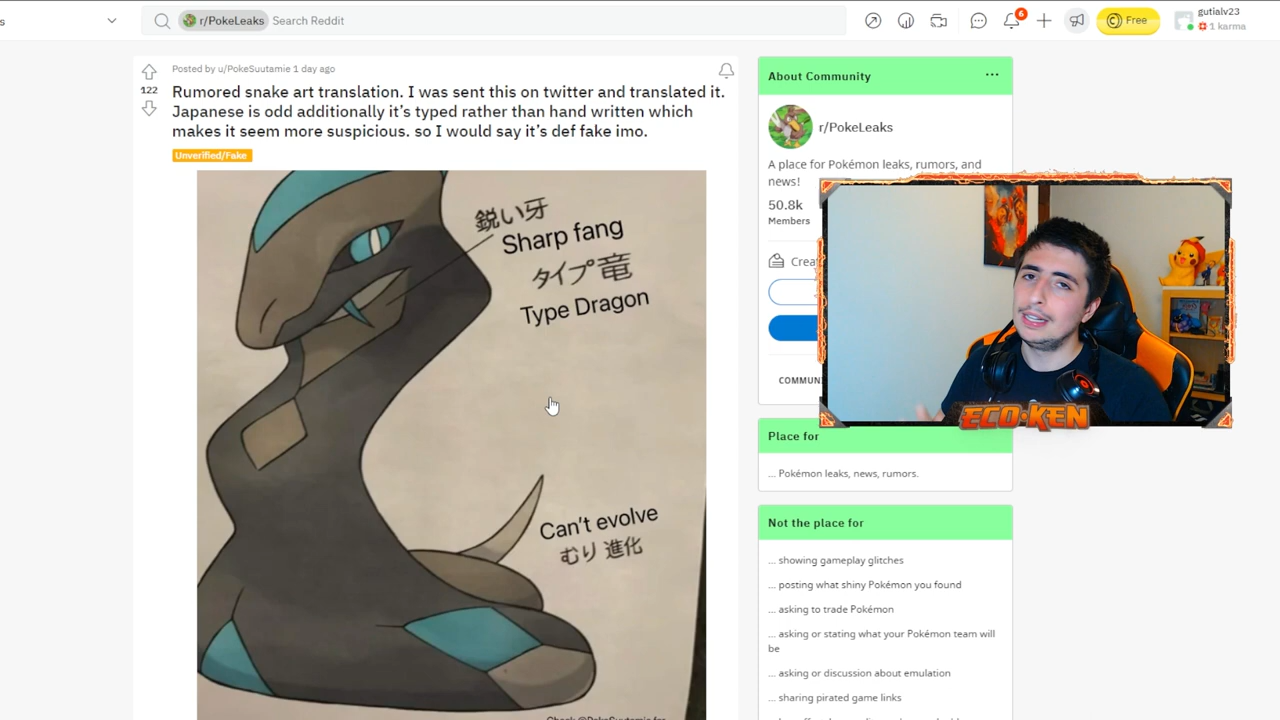 s
r/PokeLeaks
Search Reddit
6
Free
gutialv23
1 karma
Posted by u/PokeSuutamie 1 day ago
122
Rumored snake art translation. I was sent this on twitter and translated it.
Japanese is odd additionally it's typed rather than hand written which
makes it seem more suspicious. so I would say it's def fake imo.
Unverified/Fake
鋭い牙
Sharp fang
タイプ竜
Type Dragon
Can't evolve
むり 進化
Check @PokeSuutamie for
About Community
r/PokeLeaks
A place for Pokémon leaks, rumors, and
news!
50.8k
Members
Crea
COMMUN
ECO-KEN
Place for
... Pokémon leaks, news, rumors.
Not the place for
... showing gameplay glitches
... posting what shiny Pokémon you found
... asking to trade Pokémon
... asking or stating what your Pokémon team will
be
... asking or discussion about emulation
... sharing pirated game links